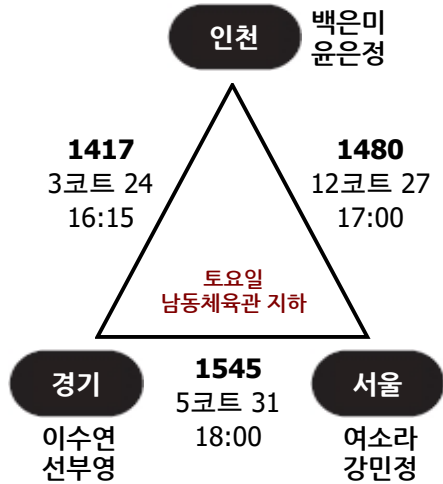 인천
백은미
윤은정
1417
3코트 24
16:15
1480
12코트 27
17:00
토요일
남동체육관 지하
경기
이수연
선부영
1545
5코트 31
18:00
서울
여소라
강민정